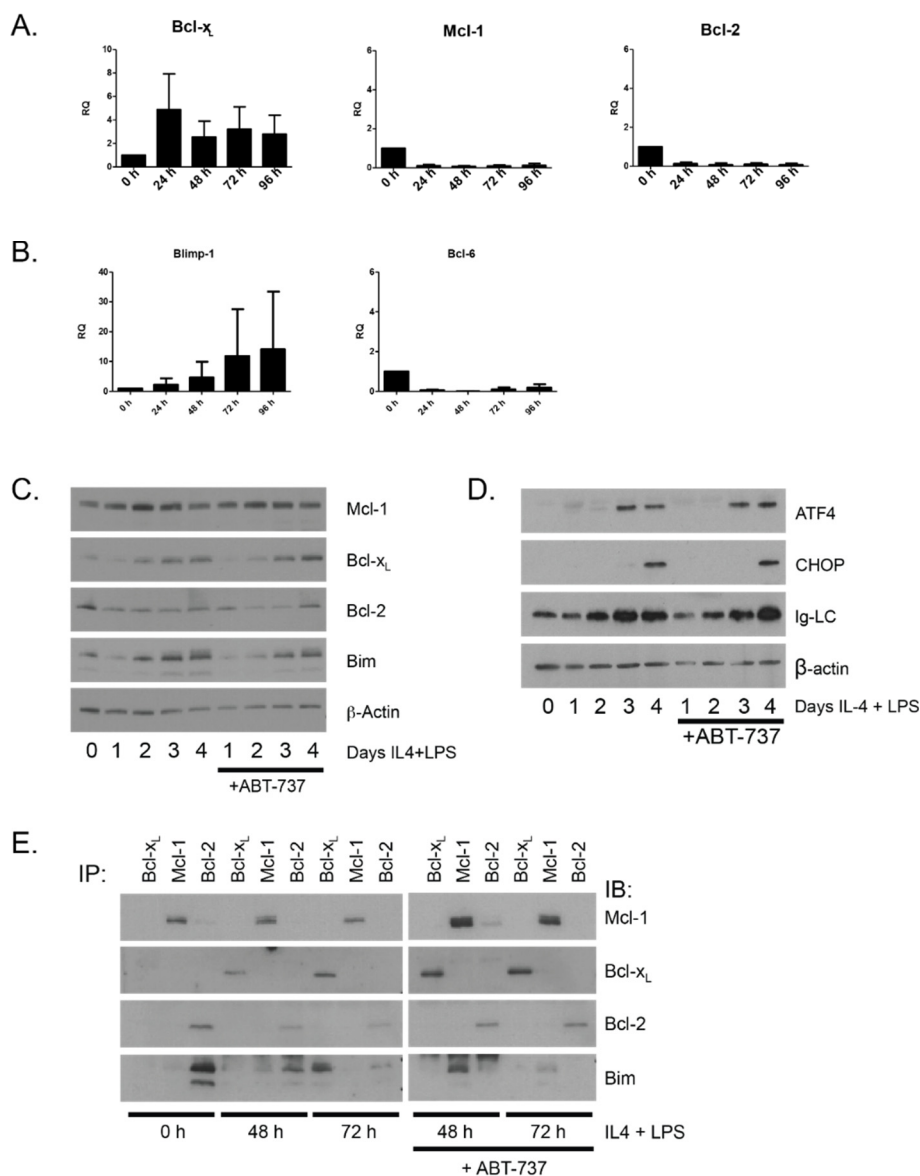 A.
Bcl-xL
Mcl-1
Bcl-2
RQ
10
8
6
4
2
0
0 h
24 h
48 h
72 h
96 h
RQ
6
4
2
0
0 h
24 h
48 h
72 h
96 h
RQ
6
4
2
0
0 h
24 h
48 h
72 h
96 h
B.
Blimp-1
Bcl-6
RQ
40
30
20
10
0
0 h
24 h
48 h
72 h
96 h
RQ
6
4
2
0
0 h
24 h
48 h
72 h
96 h
C.
Mcl-1
Bcl-xL
Bcl-2
Bim
β-Actin
0 1 2 3 4 1 2 3 4 Days IL4+LPS
+ABT-737
D.
ATF4
CHOP
Ig-LC
β-actin
0 1 2 3 4 1 2 3 4 Days IL-4 + LPS
+ABT-737
E.
IP: Bcl-xL Mcl-1 Bcl-2 Bcl-xL Mcl-1 Bcl-2 Bcl-xL Mcl-1 Bcl-2 Bcl-xL Mcl-1 Bcl-2 Bcl-xL Mcl-1 Bcl-2 IB:
Mcl-1
Bcl-xL
Bcl-2
Bim
0 h 48 h 72 h 48 h 72 h IL4 + LPS
+ ABT-737